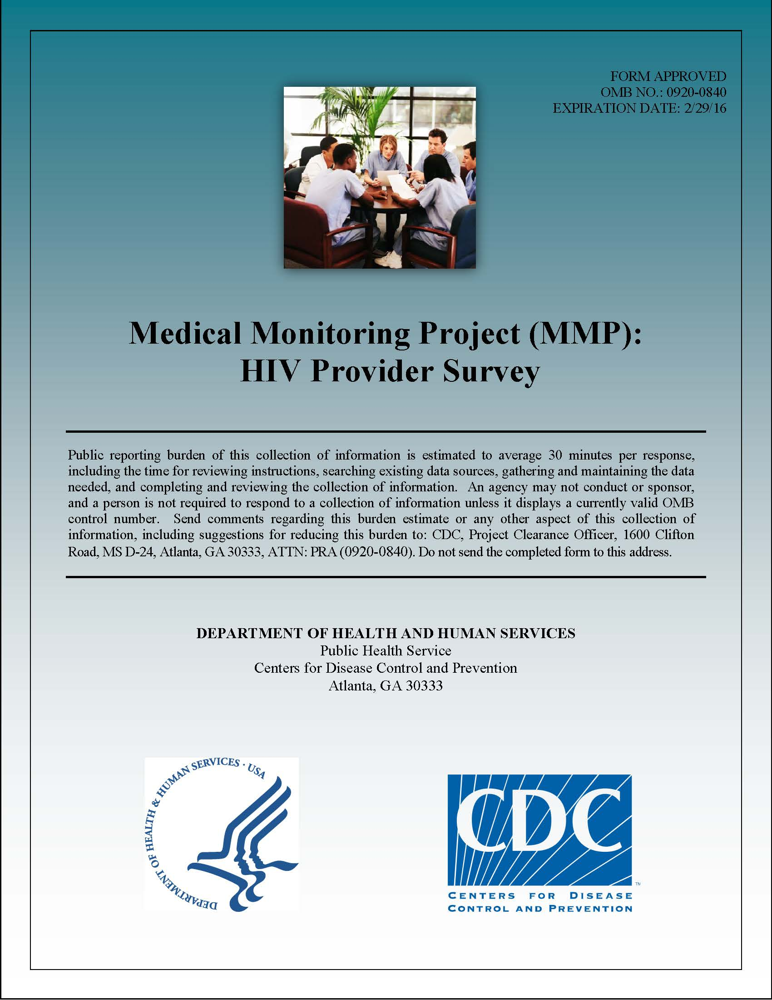 FORM APPROVED
OMB NO.: 0920-0840
EXPIRATION DATE: 2/29/16
Medical Monitoring Project (MMP):
HIV Provider Survey
Public reporting burden of this collection of information is estimated to average 30 minutes per response,
including the time for reviewing instructions, searching existing data sources, gathering and maintaining the data
needed, and completing and reviewing the collection of information. An agency may not conduct or sponsor,
and a person is not required to respond to a collection of information unless it displays a currently valid OMB
control number. Send comments regarding this burden estimate or any other aspect of this collection of
information, including suggestions for reducing this burden to: CDC, Project Clearance Officer, 1600 Clifton
Road, MS D-24, Atlanta, GA 30333, ATTN: PRA (0920-0840). Do not send the completed form to this address.
DEPARTMENT OF HEALTH AND HUMAN SERVICES
Public Health Service
Centers for Disease Control and Prevention
Atlanta, GA 30333
DEPARTMENT OF HEALTH & HUMAN SERVICES · USA
CDC
TM
CENTERS FOR DISEASE
CONTROL AND PREVENTION